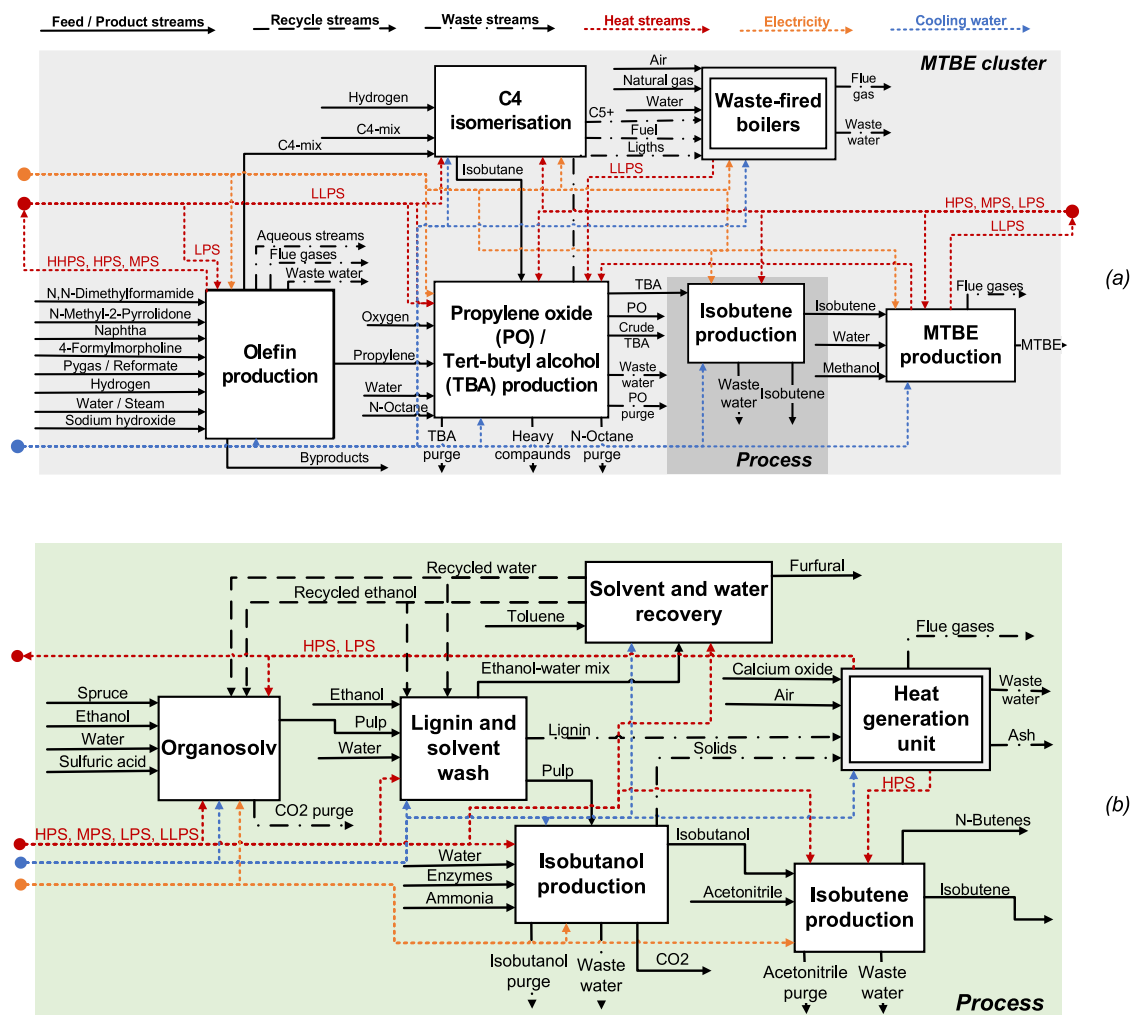 Feed / Product streams
Recycle streams
Waste streams
Heat streams
Electricity
Cooling water
MTBE cluster
Hydrogen
C4-mix
C4-mix
C4
isomerisation
Air
Natural gas
Water
C5+
Fuel
Ligths
Waste-fired
boilers
Flue
gas
Waste
water
Isobutane
LLPS
LLPS
HPS, MPS, LPS
LLPS
LPS
HHPS, HPS, MPS
Aqueous streams
Flue gases
Waste water
N,N-Dimethylformamide
N-Methyl-2-Pyrrolidone
Naphtha
4-Formylmorpholine
Pygas / Reformate
Hydrogen
Water / Steam
Sodium hydroxide
Olefin
production
Byproducts
Oxygen
Propylene
Water
N-Octane
Propylene oxide
(PO) /
Tert-butyl alcohol
(TBA) production
TBA
PO
Crude
TBA
Waste
water
PO
purge
TBA
purge
Heavy
compaunds
N-Octane
purge
Isobutene
production
Waste
water
Isobutene
Process
Isobutene
Water
Methanol
Flue gases
MTBE
production
MTBE
(a)
Recycled water
Recycled ethanol
Toluene
Solvent and water
recovery
Furfural
HPS, LPS
Ethanol-water mix
Flue gases
Spruce
Ethanol
Water
Sulfuric acid
Organosolv
CO2 purge
Ethanol
Pulp
Water
Lignin and
solvent
wash
Lignin
Solids
Pulp
Calcium oxide
Air
Heat
generation
unit
Waste
water
Ash
HPS
HPS, MPS, LPS, LLPS
(b)
Water
Enzymes
Ammonia
Isobutanol
production
Isobutanol
Acetonitrile
Isobutene
production
N-Butenes
Isobutene
Isobutanol
purge
Waste
water
CO2
Acetonitrile
purge
Waste
water
Process